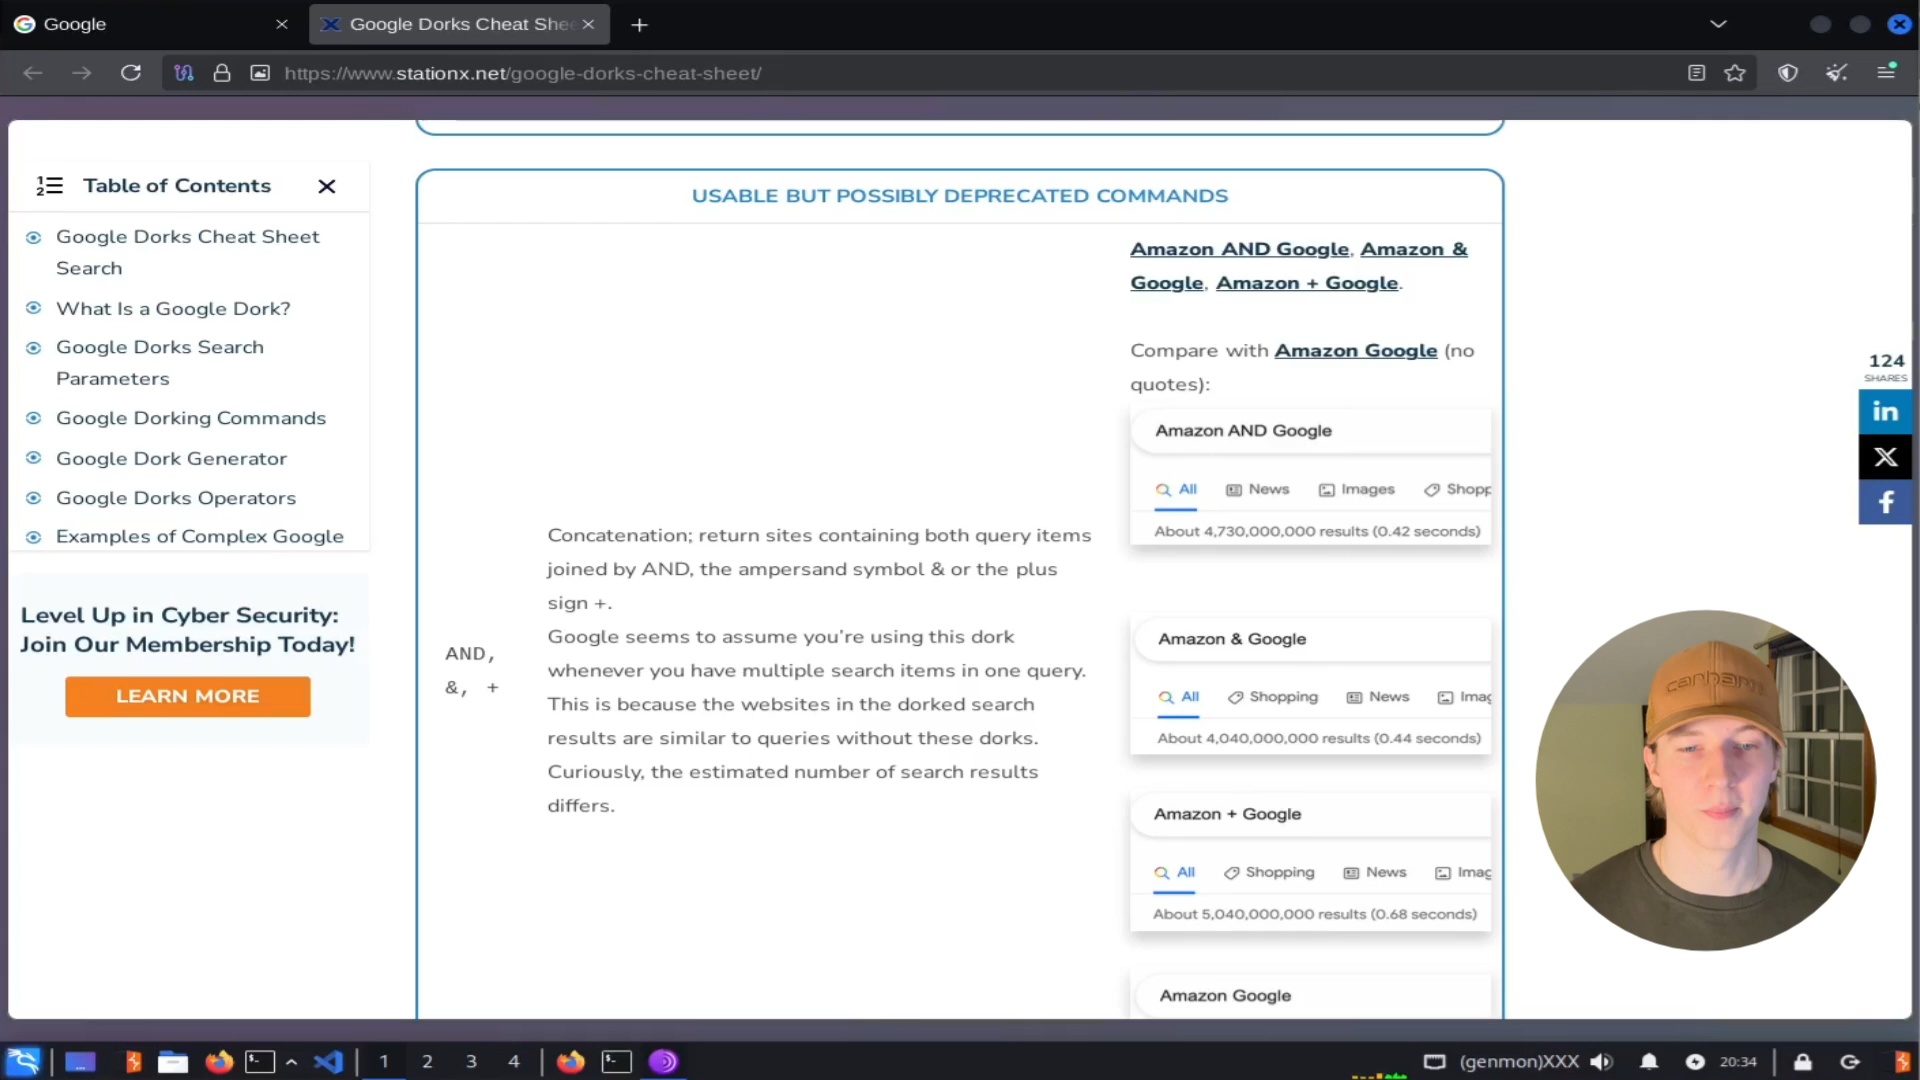 Google
Google Dorks Cheat Shee
https://www.stationx.net/google-dorks-cheat-sheet/
Table of Contents
Google Dorks Cheat Sheet
Search
What Is a Google Dork?
Google Dorks Search
Parameters
Google Dorking Commands
Google Dork Generator
Google Dorks Operators
Examples of Complex Google
Level Up in Cyber Security:
Join Our Membership Today!
LEARN MORE
USABLE BUT POSSIBLY DEPRECATED COMMANDS
AND,
&, +
Concatenation; return sites containing both query items
joined by AND, the ampersand symbol & or the plus
sign +.
Google seems to assume you're using this dork
whenever you have multiple search items in one query.
This is because the websites in the dorked search
results are similar to queries without these dorks.
Curiously, the estimated number of search results
differs.
Amazon AND Google, Amazon &
Google, Amazon + Google.
Compare with Amazon Google (no
quotes):
Amazon AND Google
All News Images Shopp
About 4,730,000,000 results (0.42 seconds)
Amazon & Google
All Shopping News Imag
About 4,040,000,000 results (0.44 seconds)
Amazon + Google
All Shopping News Imag
About 5,040,000,000 results (0.68 seconds)
Amazon Google
124
SHARES
in
X
f
carhartt
1 2 3 4
(genmon)XXX
20:34